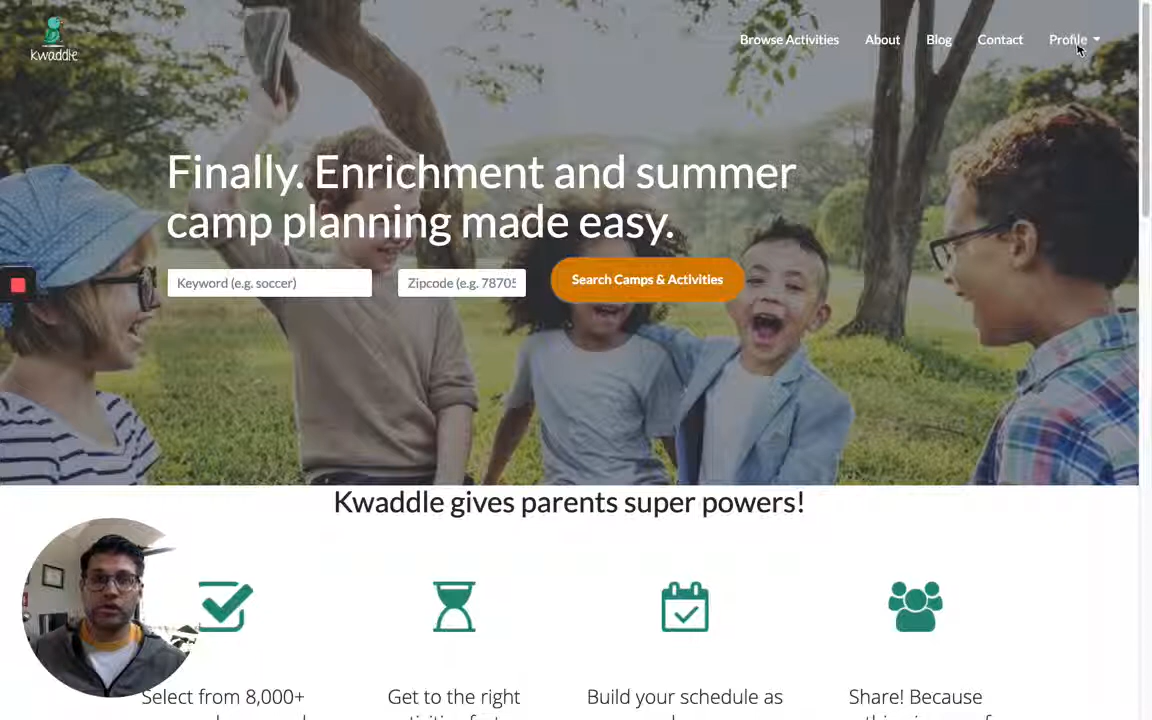 kwaddle
Browse Activities
About
Blog
Contact
Profile
Finally. Enrichment and summer
camp planning made easy.
Keyword (e.g. soccer)
Zipcode (e.g. 78705
Search Camps & Activities
Kwaddle gives parents super powers!
Select from 8,000+
Get to the right
Build your schedule as
Share! Because